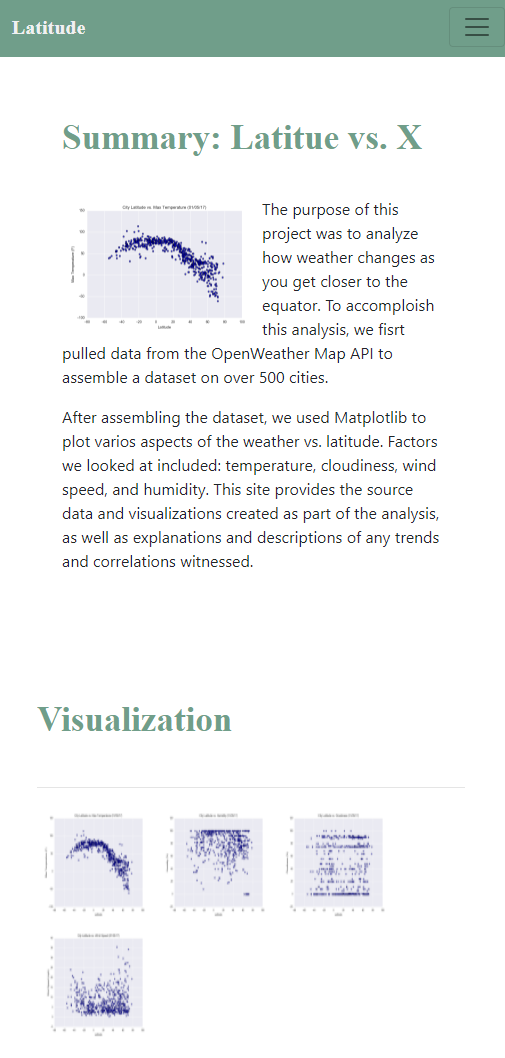 Latitude
Summary: Latitue vs. X
City Latitude vs. Max Temperature (01/05/17)
Max Temperature (F)
Latitude
The purpose of this
project was to analyze
how weather changes as
you get closer to the
equator. To accomploish
this analysis, we fisrt
pulled data from the OpenWeather Map API to
assemble a dataset on over 500 cities.
After assembling the dataset, we used Matplotlib to
plot varios aspects of the weather vs. latitude. Factors
we looked at included: temperature, cloudiness, wind
speed, and humidity. This site provides the source
data and visualizations created as part of the analysis,
as well as explanations and descriptions of any trends
and correlations witnessed.
Visualization